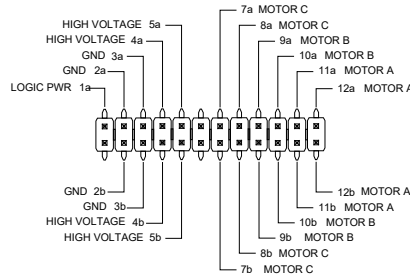 7a MOTOR C
HIGH VOLTAGE 5a
8a MOTOR C
HIGH VOLTAGE 4a
9a MOTOR B
GND 3a
10a MOTOR B
GND 2a
11a MOTOR A
LOGIC PWR 1a
12a MOTOR A
GND 2b
12b MOTOR A
GND 3b
11b MOTOR A
HIGH VOLTAGE 4b
10b MOTOR B
HIGH VOLTAGE 5b
9b MOTOR B
8b MOTOR C
7b MOTOR C